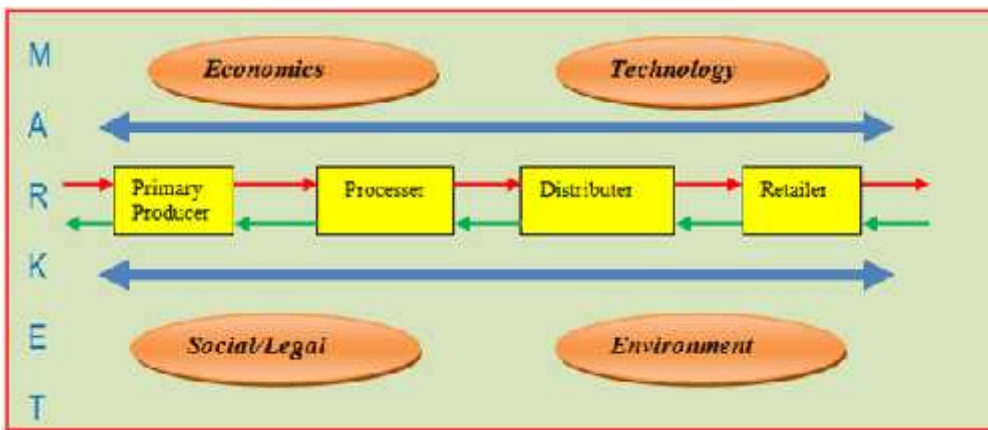 M
A
R
K
E
T
Economics
Technology
Primary
Producer
Processer
Distributer
Retailer
Social/Legal
Environment